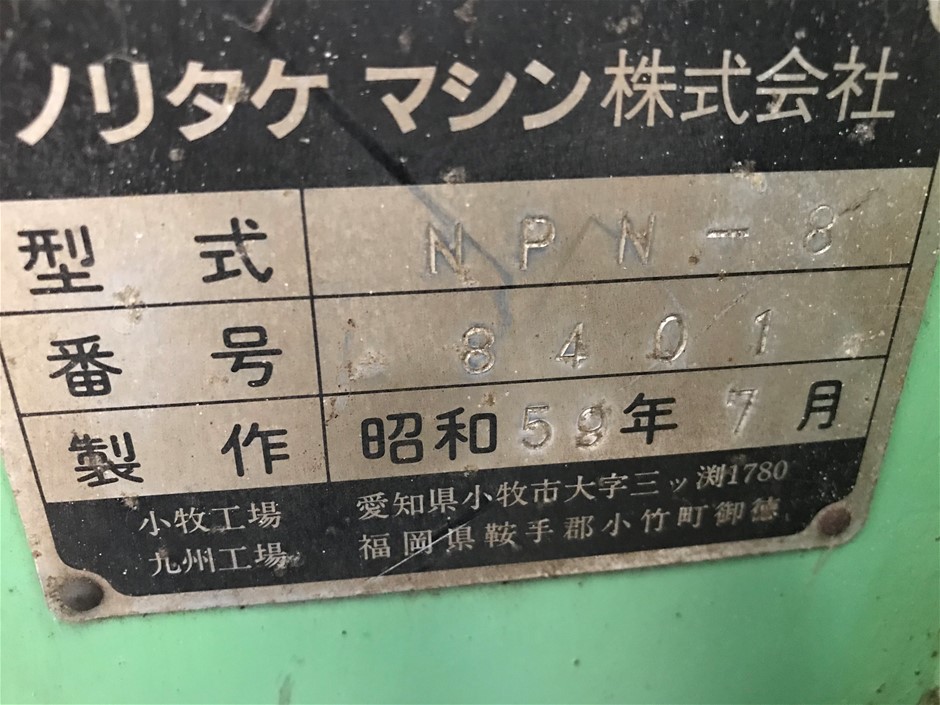 ノリタケ マシン株式会社
型式 NPN-8
番号 8401
製作 昭和59年7月
小牧工場 愛知県小牧市大字三ッ渕1780
九州工場 福岡県鞍手郡小竹町御徳